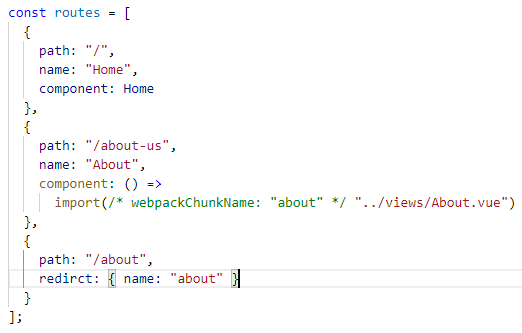 const routes = [
  {
    path: "/",
    name: "Home",
    component: Home
  },
  {
    path: "/about-us",
    name: "About",
    component: () =>
      import(/* webpackChunkName: "about" */ "../views/About.vue")
  },
  {
    path: "/about",
    redirct: { name: "about" }
  }
];